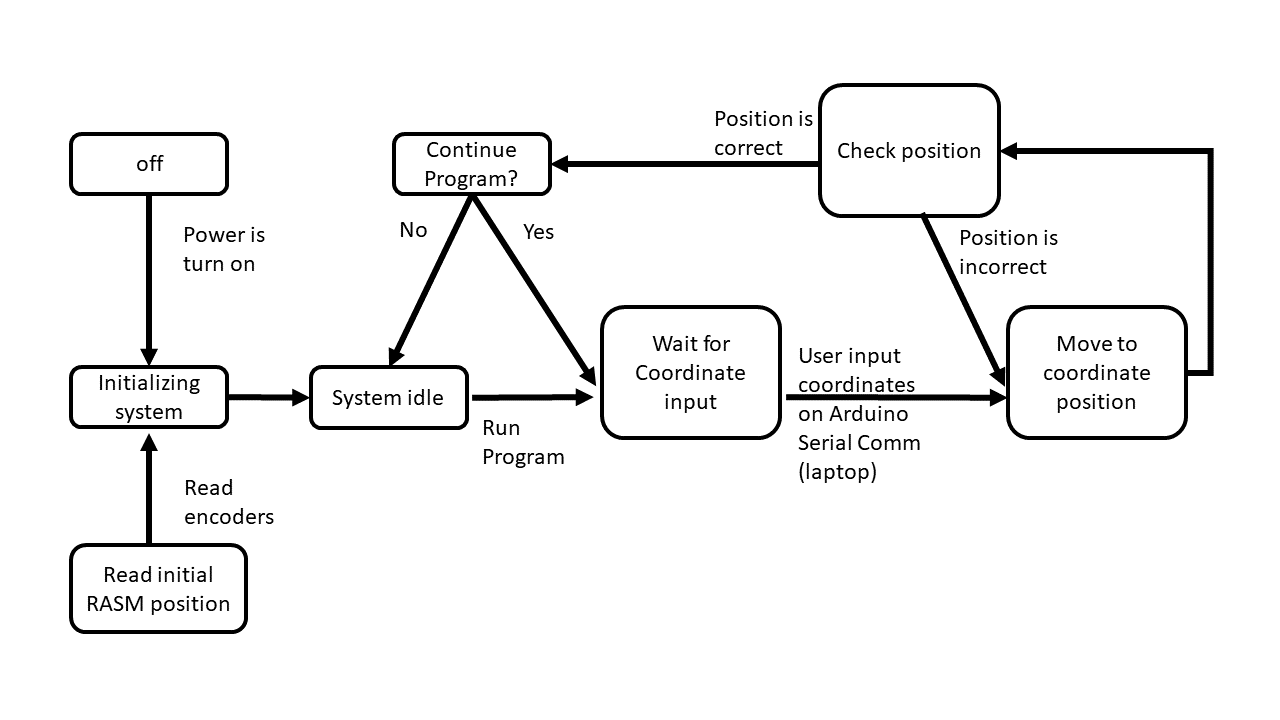 off
Power is
turn on
Initializing
system
Read
encoders
Read initial
RASM position
System idle
Run
Program
Continue
Program?
No
Yes
Wait for
Coordinate
input
User input
coordinates
on Arduino
Serial Comm
(laptop)
Move to
coordinate
position
Check position
Position is
correct
Position is
incorrect